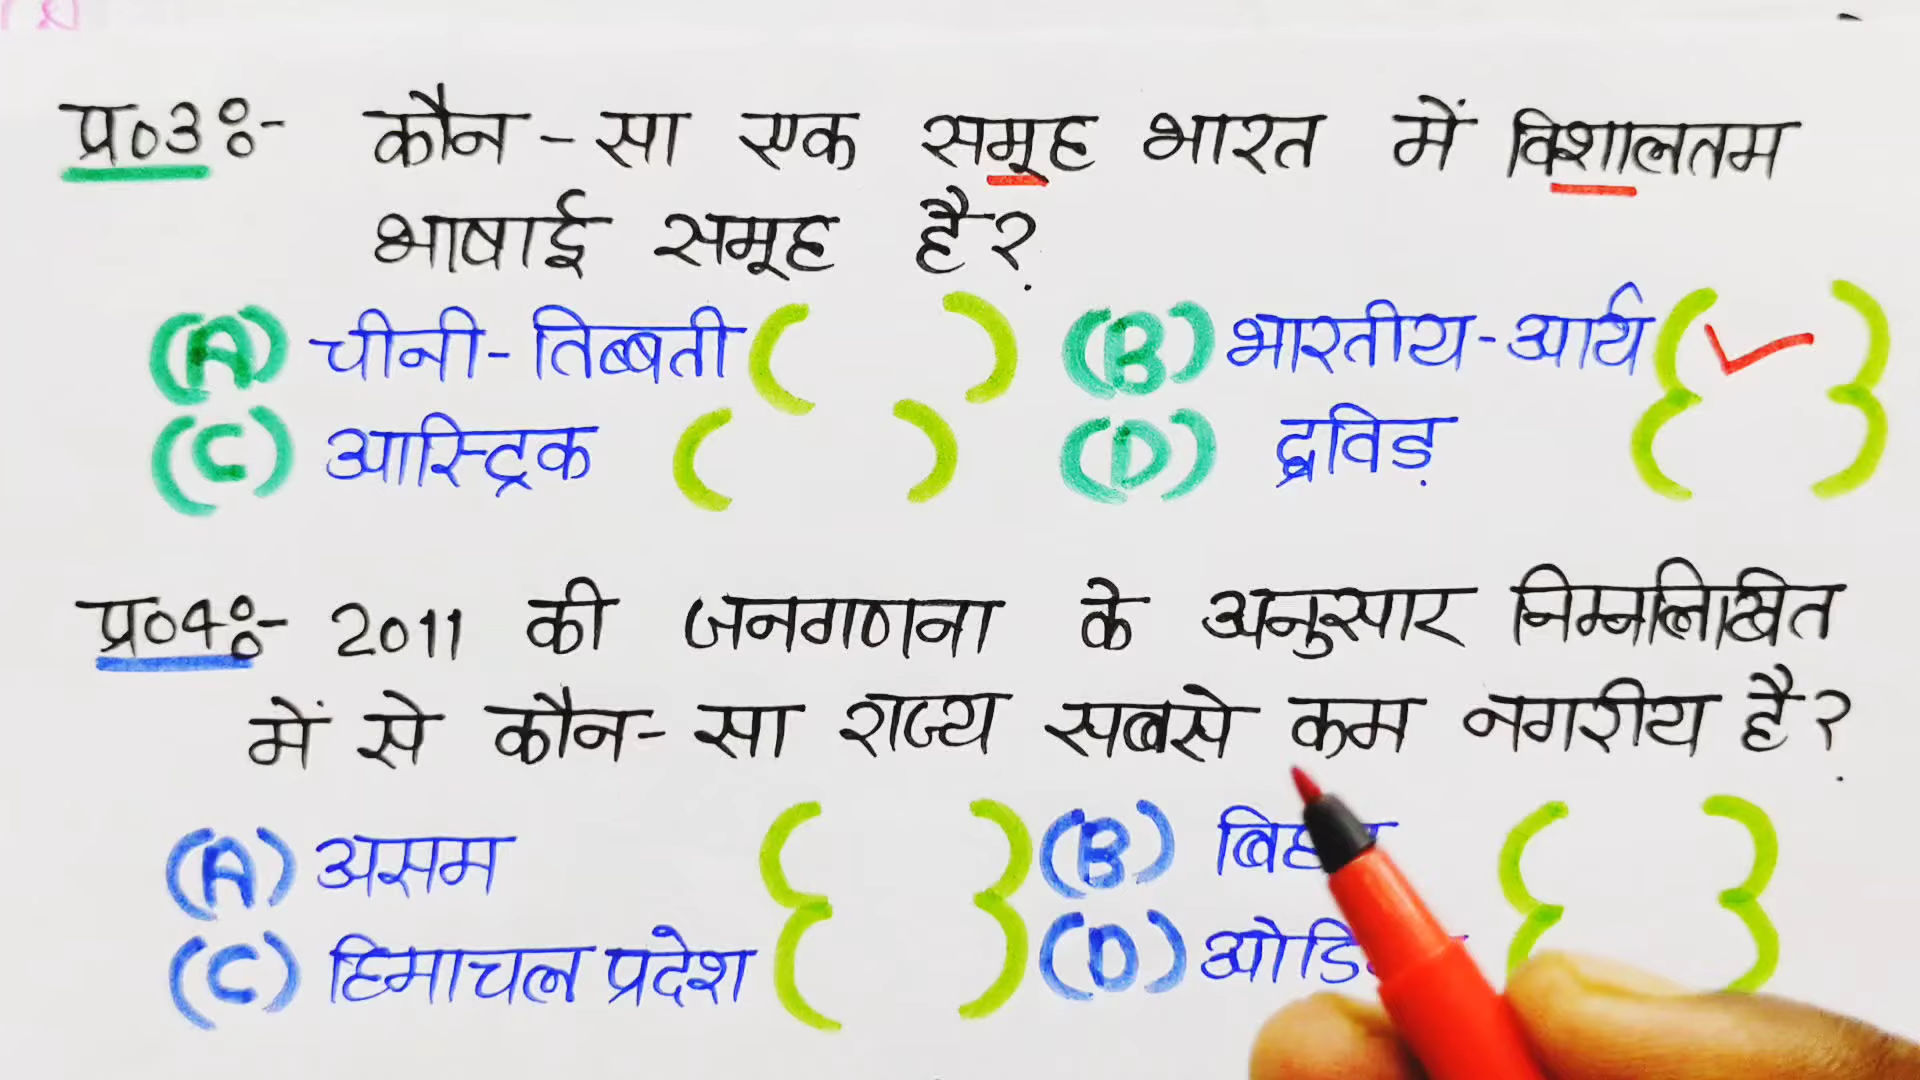 प्र०3ः- कौन-सा एक समूह भारत में विशालतम
भाषाई समूह है?
(A) चीनी-तिब्बती ( ) (B) भारतीय-आर्य { ✓ }
(C) आस्ट्रिक ( ) (D) द्रविड़
प्र०4ः- 2011 की जनगणना के अनुसार निम्नलिखित
में से कौन-सा राज्य सबसे कम नगरीय है?
(A) असम { } (B)
(C) हिमाचल प्रदेश (D)